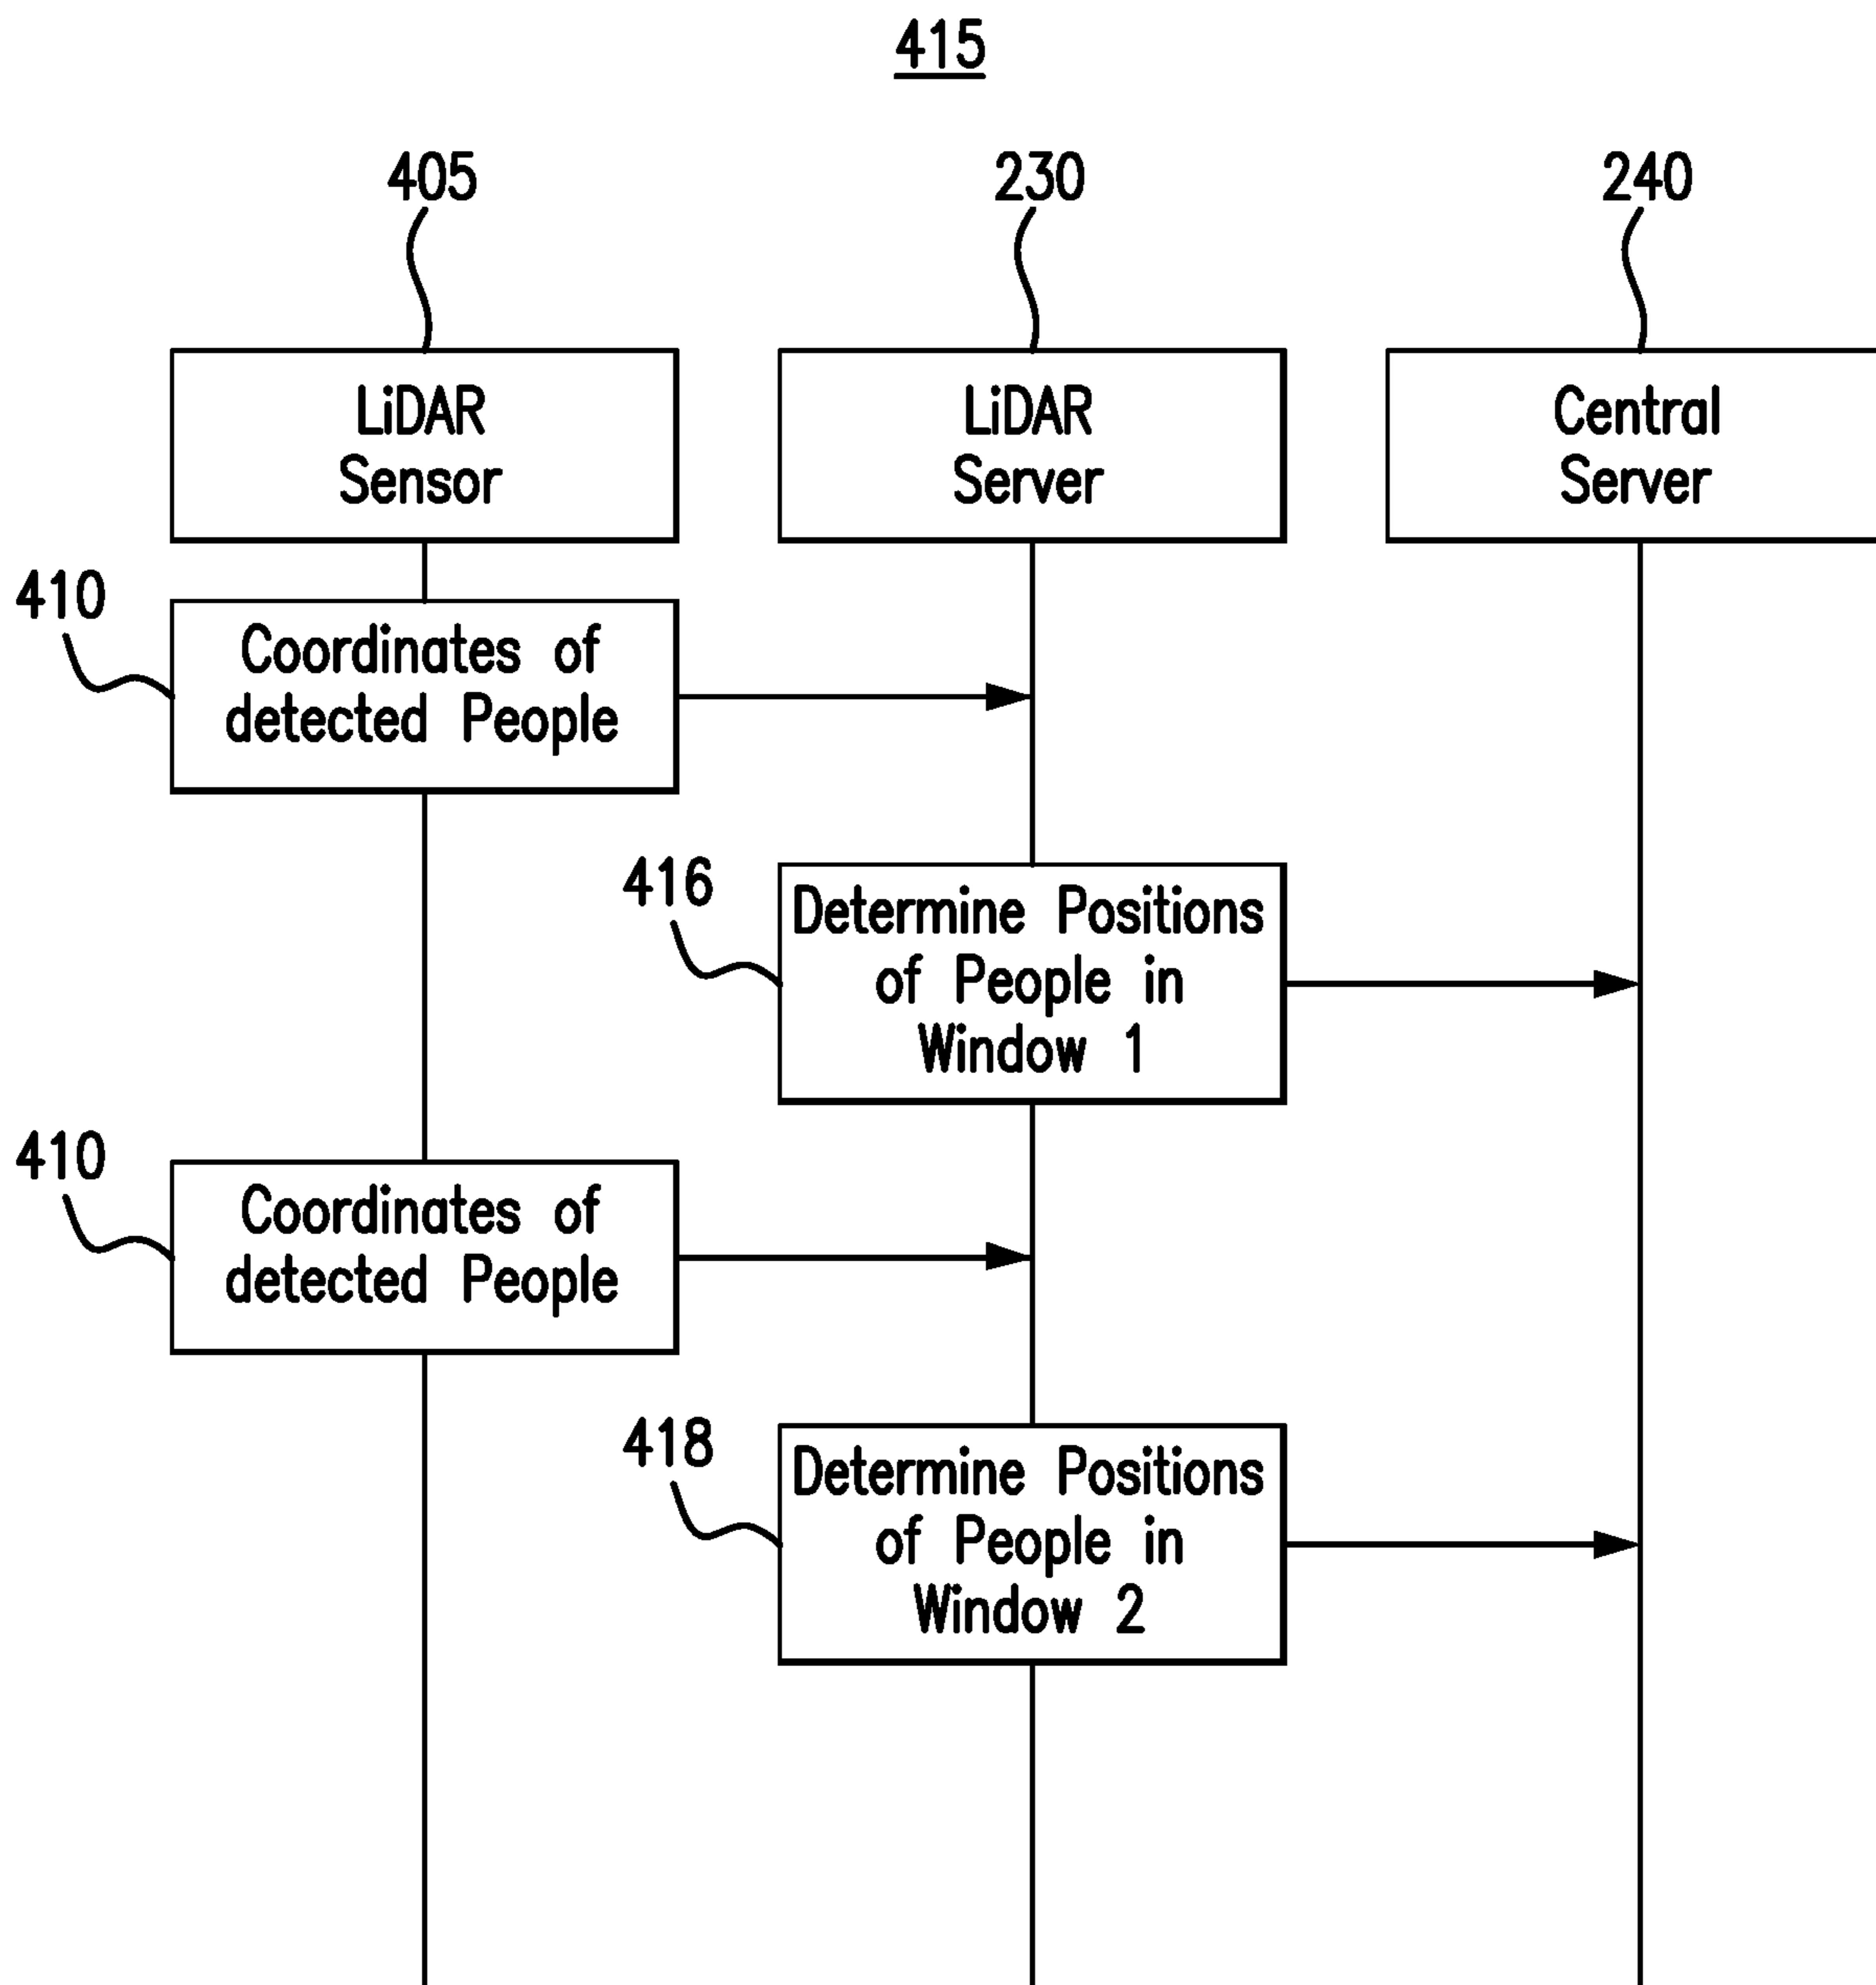 415
405
230
240
LiDAR
Sensor
LiDAR
Server
Central
Server
410
Coordinates of
detected People
416
Determine Positions
of People in
Window 1
410
Coordinates of
detected People
418
Determine Positions
of People in
Window 2